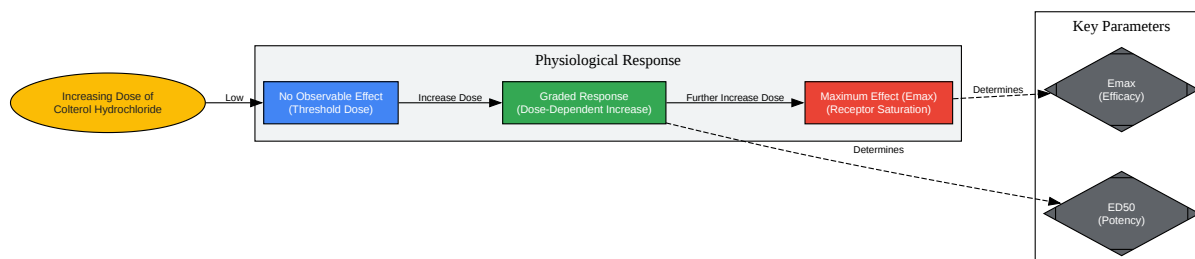 Key Parameters
Physiological Response
Increasing Dose of
Colterol Hydrochloride
Low
No Observable Effect
(Threshold Dose)
Increase Dose
Graded Response
(Dose-Dependent Increase)
Further Increase Dose
Maximum Effect (Emax)
(Receptor Saturation)
Determines
Emax
(Efficacy)
Determines
ED50
(Potency)